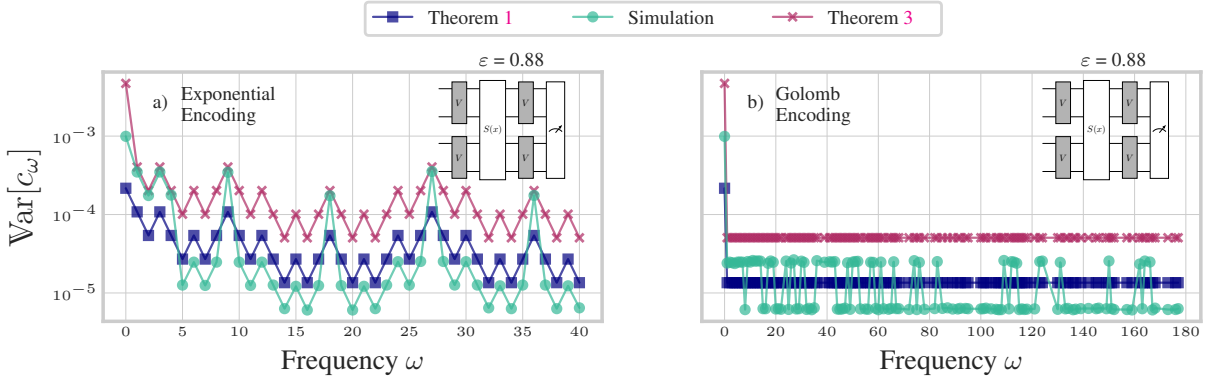 Theorem 1 Simulation Theorem 3
ε = 0.88
a) Exponential
Encoding
V V
S(x)
V V
Var[c_ω]
10⁻³
10⁻⁴
10⁻⁵
0 5 10 15 20 25 30 35 40
Frequency ω
ε = 0.88
b) Golomb
Encoding
V V
S(x)
V V
0 20 40 60 80 100 120 140 160 180
Frequency ω